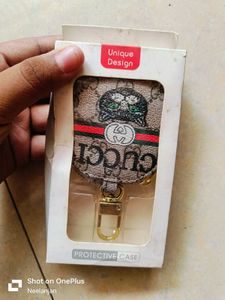 Unique
Design
GUCCI
PROTECTIVE CASE
Shot on OnePlus
Neelanjan